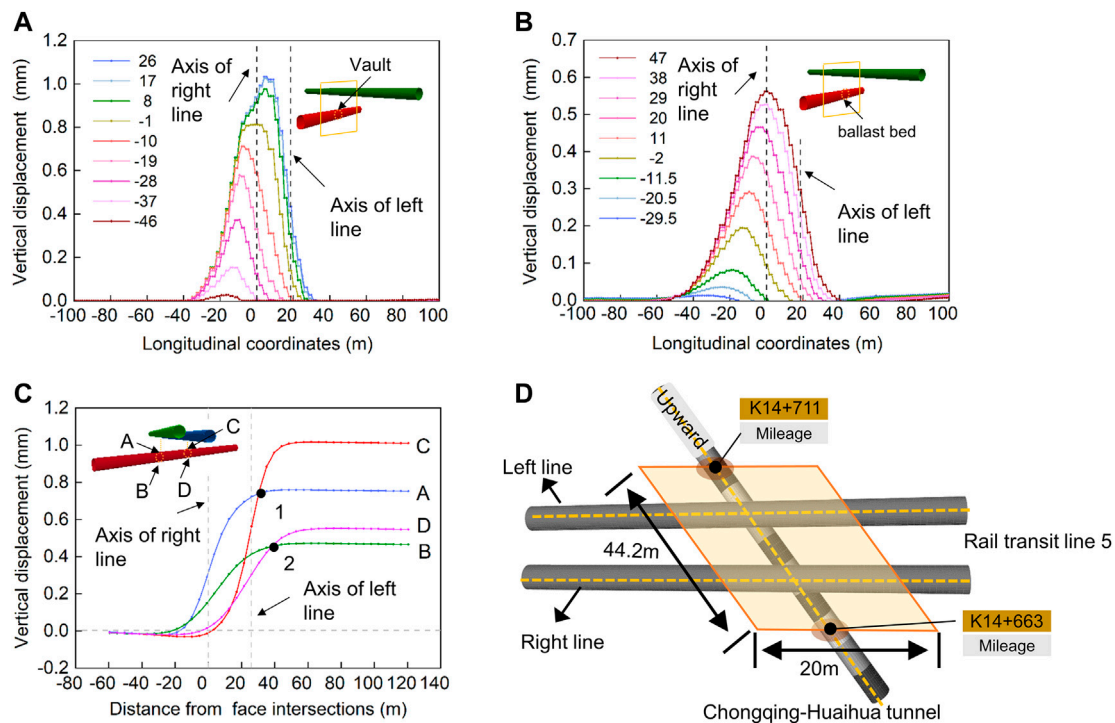 A
Vertical displacement (mm)
1.2
1.0
0.8
0.6
0.4
0.2
0.0
26
17
8
-1
-10
-19
-28
-37
-46
Axis of
right
line
Vault
Axis of left
line
-100 -80 -60 -40 -20 0 20 40 60 80 100
Longitudinal coordinates (m)
B
Vertical displacement (mm)
0.7
0.6
0.5
0.4
0.3
0.2
0.1
0.0
47
38
29
20
11
-2
-11.5
-20.5
-29.5
Axis of
right
line
ballast bed
Axis of left
line
-100 -80 -60 -40 -20 0 20 40 60 80 100
Longitudinal coordinates (m)
C
Vertical displacement (mm)
1.2
1.0
0.8
0.6
0.4
0.2
0.0
-0.2
A
C
B
D
Axis of
right line
1
2
Axis of left
line
C
A
D
B
-80 -60 -40 -20 0 20 40 60 80 100 120 140
Distance from face intersections (m)
D
Upward
K14+711
Mileage
Left line
44.2m
Rail transit line 5
Right line
K14+663
Mileage
20m
Chongqing-Huaihua tunnel